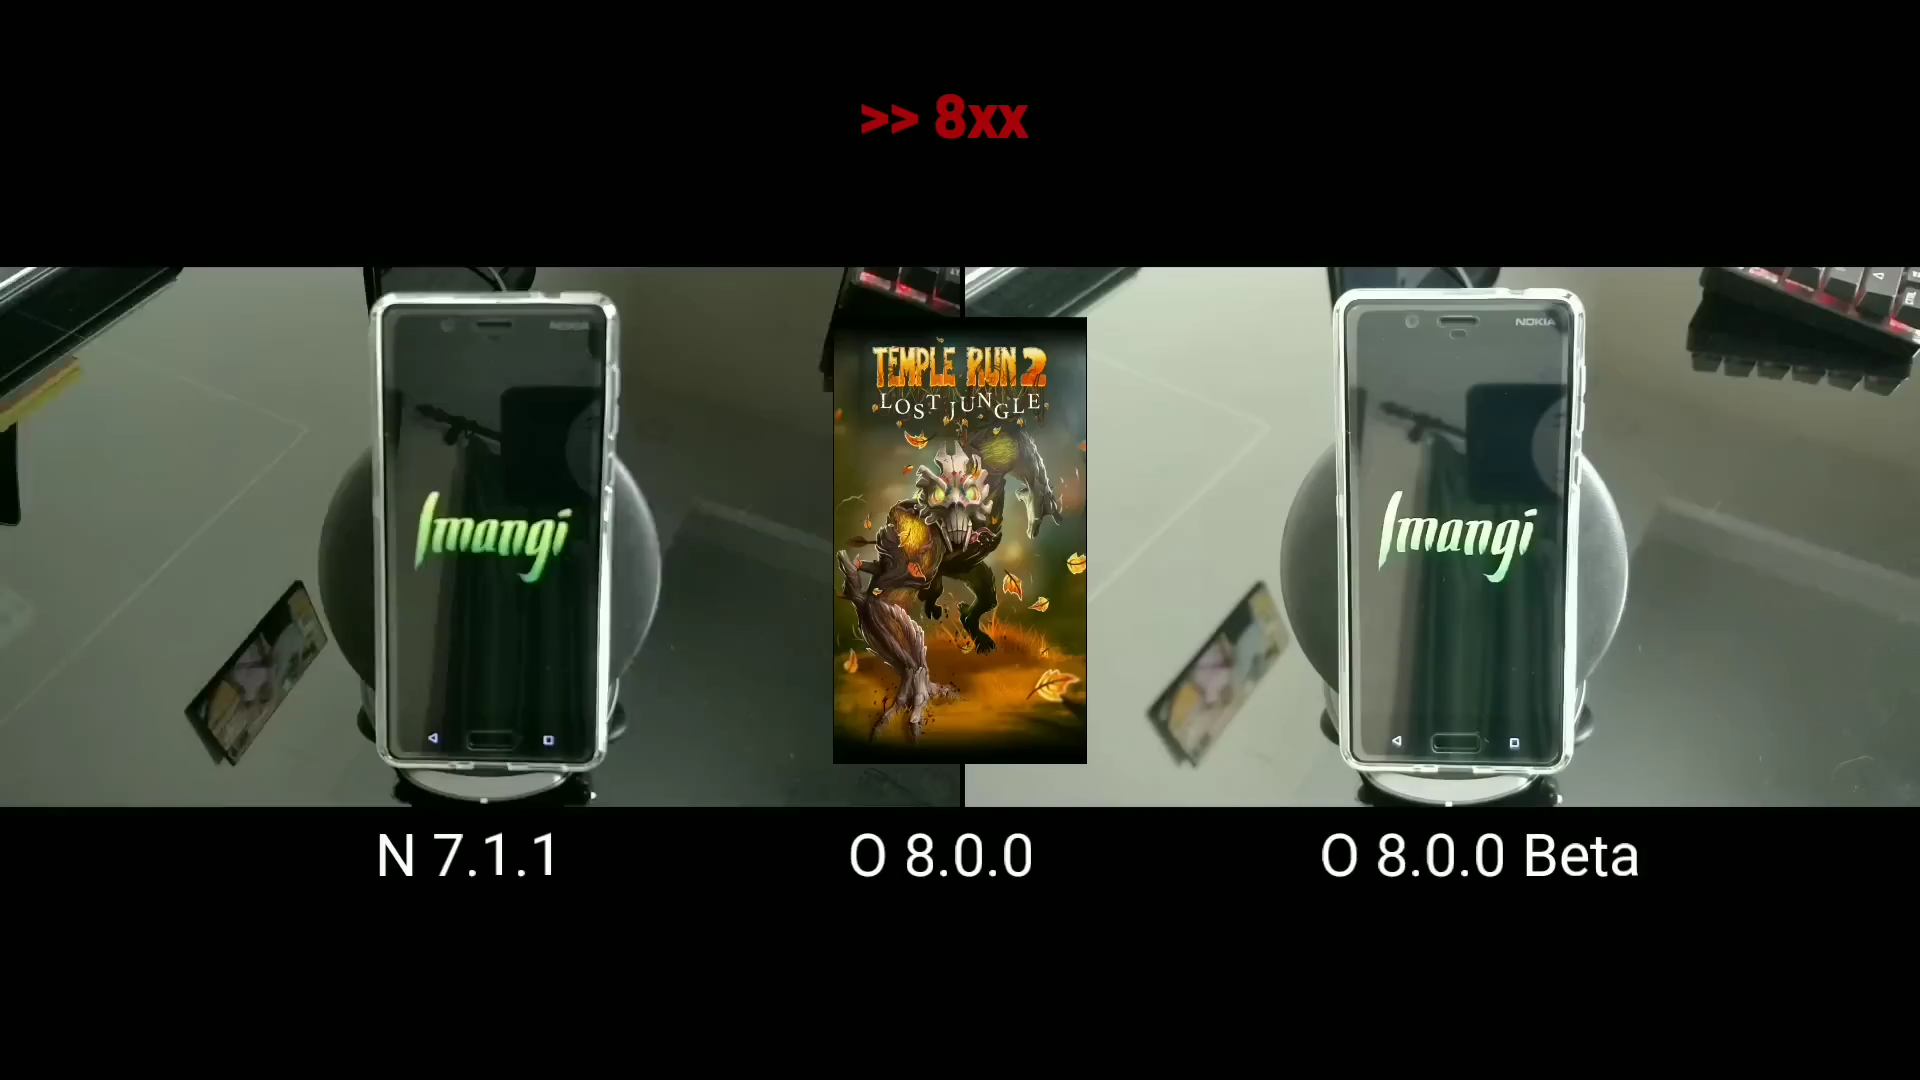 >> 8xx
NOKIA
NOKIA
TEMPLE RUN 2
LOST JUNGLE
Imangi
Imangi
N 7.1.1
O 8.0.0
O 8.0.0 Beta